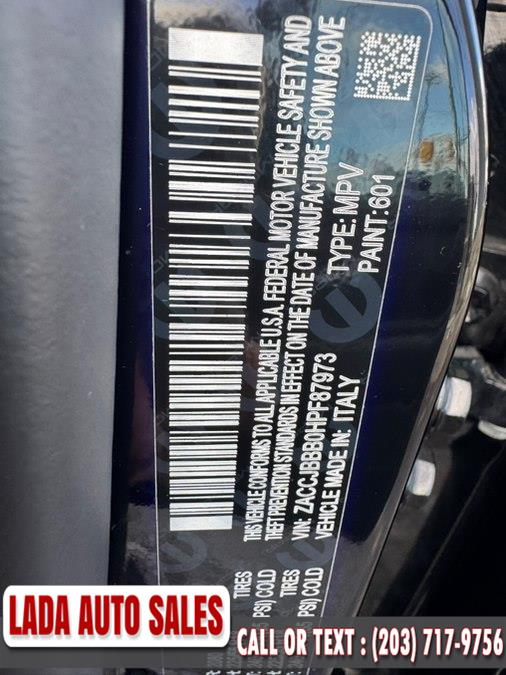 THIS VEHICLE CONFORMS TO ALL APPLICABLE U.S.A. FEDERAL MOTOR VEHICLE SAFETY AND
THEFT PREVENTION STANDARDS IN EFFECT ON THE DATE OF MANUFACTURE SHOWN ABOVE
VIN: ZACCJBBB0HPF87973 TYPE: MPV
VEHICLE MADE IN: ITALY PAINT:601
TIRES
PSI) COLD
TIRES
PSI) COLD
LADA AUTO SALES
CALL OR TEXT : (203) 717-9756